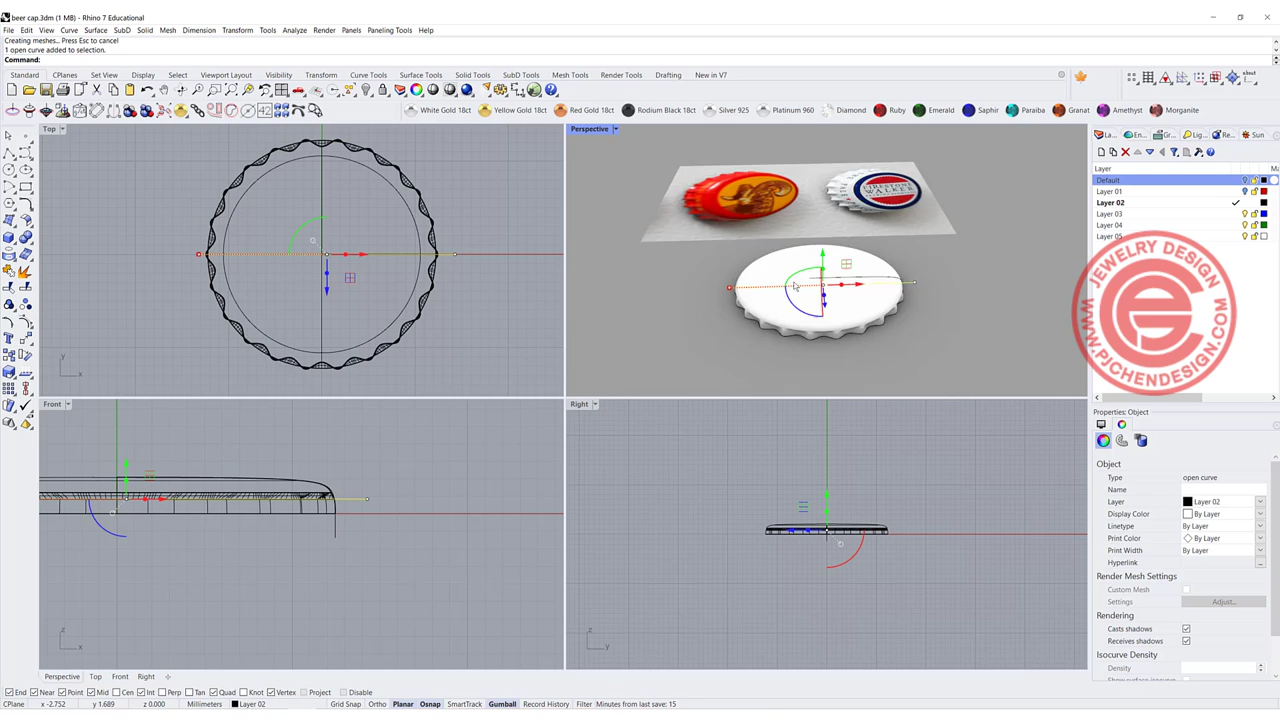 beer cap.3dm (1 MB) - Rhino 7 Educational
File Edit View Curve Surface SubD Solid Mesh Dimension Transform Tools Analyze Render Panels Paneling Tools Help
Creating meshes... Press Esc to cancel
1 open curve added to selection.
Command:
Standard CPlanes Set View Display Select Viewport Layout Visibility Transform Curve Tools Surface Tools Solid Tools SubD Tools Mesh Tools Render Tools Drafting New in V7
White Gold 18ct Yellow Gold 18ct Red Gold 18ct Rodium Black 18ct Silver 925 Platinum 960 Diamond Ruby Emerald Saphir Paraiba Granat Amethyst Morganite
Top
Perspective
La... En... Gr... Lig... Re... Sun
Layer
Default
Layer 01
Layer 02
Layer 03
Layer 04
Layer 05
FIRESTONE
WALKER
JEWELRY DESIGN.COM
WWW.PJCHENDESIGN.COM
y
x
Front
Right
z
x
z
y
Properties: Object
Object
Type open curve
Name
Layer Layer 02
Display Color By Layer
Linetype By Layer
Print Color By Layer
Print Width By Layer
Hyperlink ...
Render Mesh Settings
Custom Mesh
Settings Adjust...
Rendering
Casts shadows
Receives shadows
Isocurve Density
Density
Perspective Top Front Right
End Near Point Mid Cen Int Perp Tan Quad Knot Vertex Project Disable
CPlane x -2.752 y 1.689 z 0.000 Millimeters Layer 02 Grid Snap Ortho Planar Osnap SmartTrack Gumball Record History Filter Minutes from last save: 15